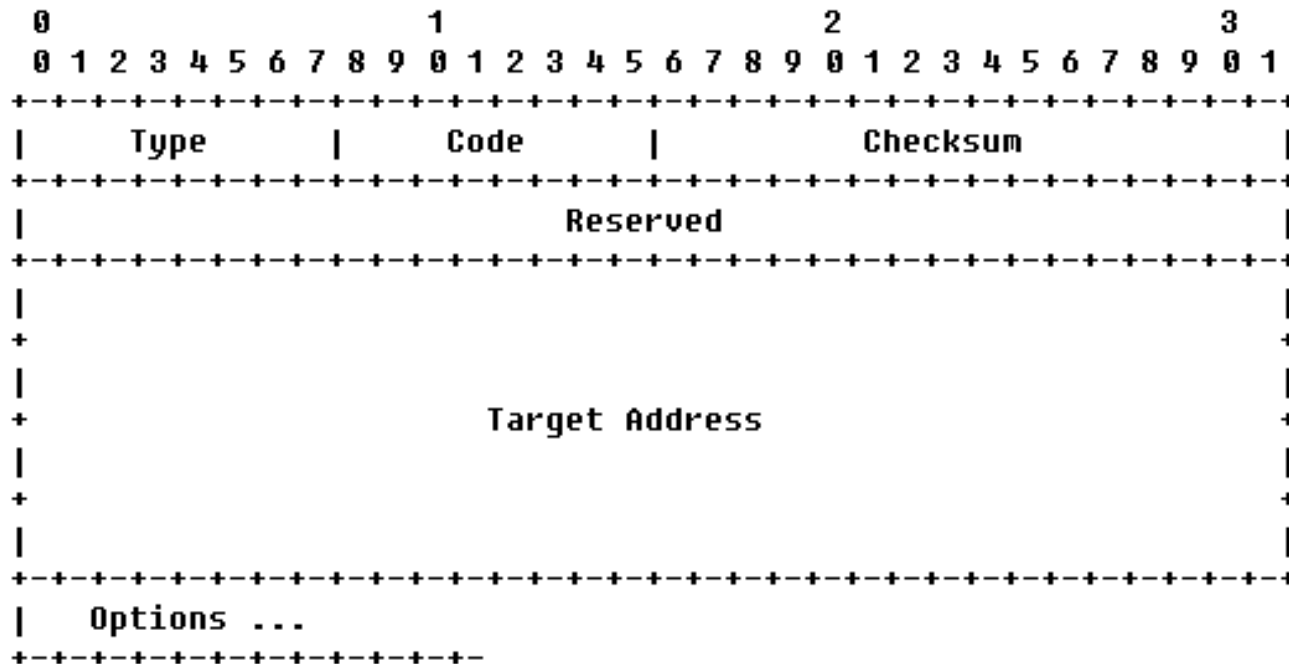 0                   1                   2                   3
 0 1 2 3 4 5 6 7 8 9 0 1 2 3 4 5 6 7 8 9 0 1 2 3 4 5 6 7 8 9 0 1
+-+-+-+-+-+-+-+-+-+-+-+-+-+-+-+-+-+-+-+-+-+-+-+-+-+-+-+-+-+-+-+-+
|     Type      |     Code      |          Checksum             |
+-+-+-+-+-+-+-+-+-+-+-+-+-+-+-+-+-+-+-+-+-+-+-+-+-+-+-+-+-+-+-+-+
|                           Reserved                            |
+-+-+-+-+-+-+-+-+-+-+-+-+-+-+-+-+-+-+-+-+-+-+-+-+-+-+-+-+-+-+-+-+
|                                                               |
+                                                               +
|                                                               |
+                       Target Address                          +
|                                                               |
+                                                               +
|                                                               |
+-+-+-+-+-+-+-+-+-+-+-+-+-+-+-+-+-+-+-+-+-+-+-+-+-+-+-+-+-+-+-+-+
|   Options ...
+-+-+-+-+-+-+-+-+-+-+-+-